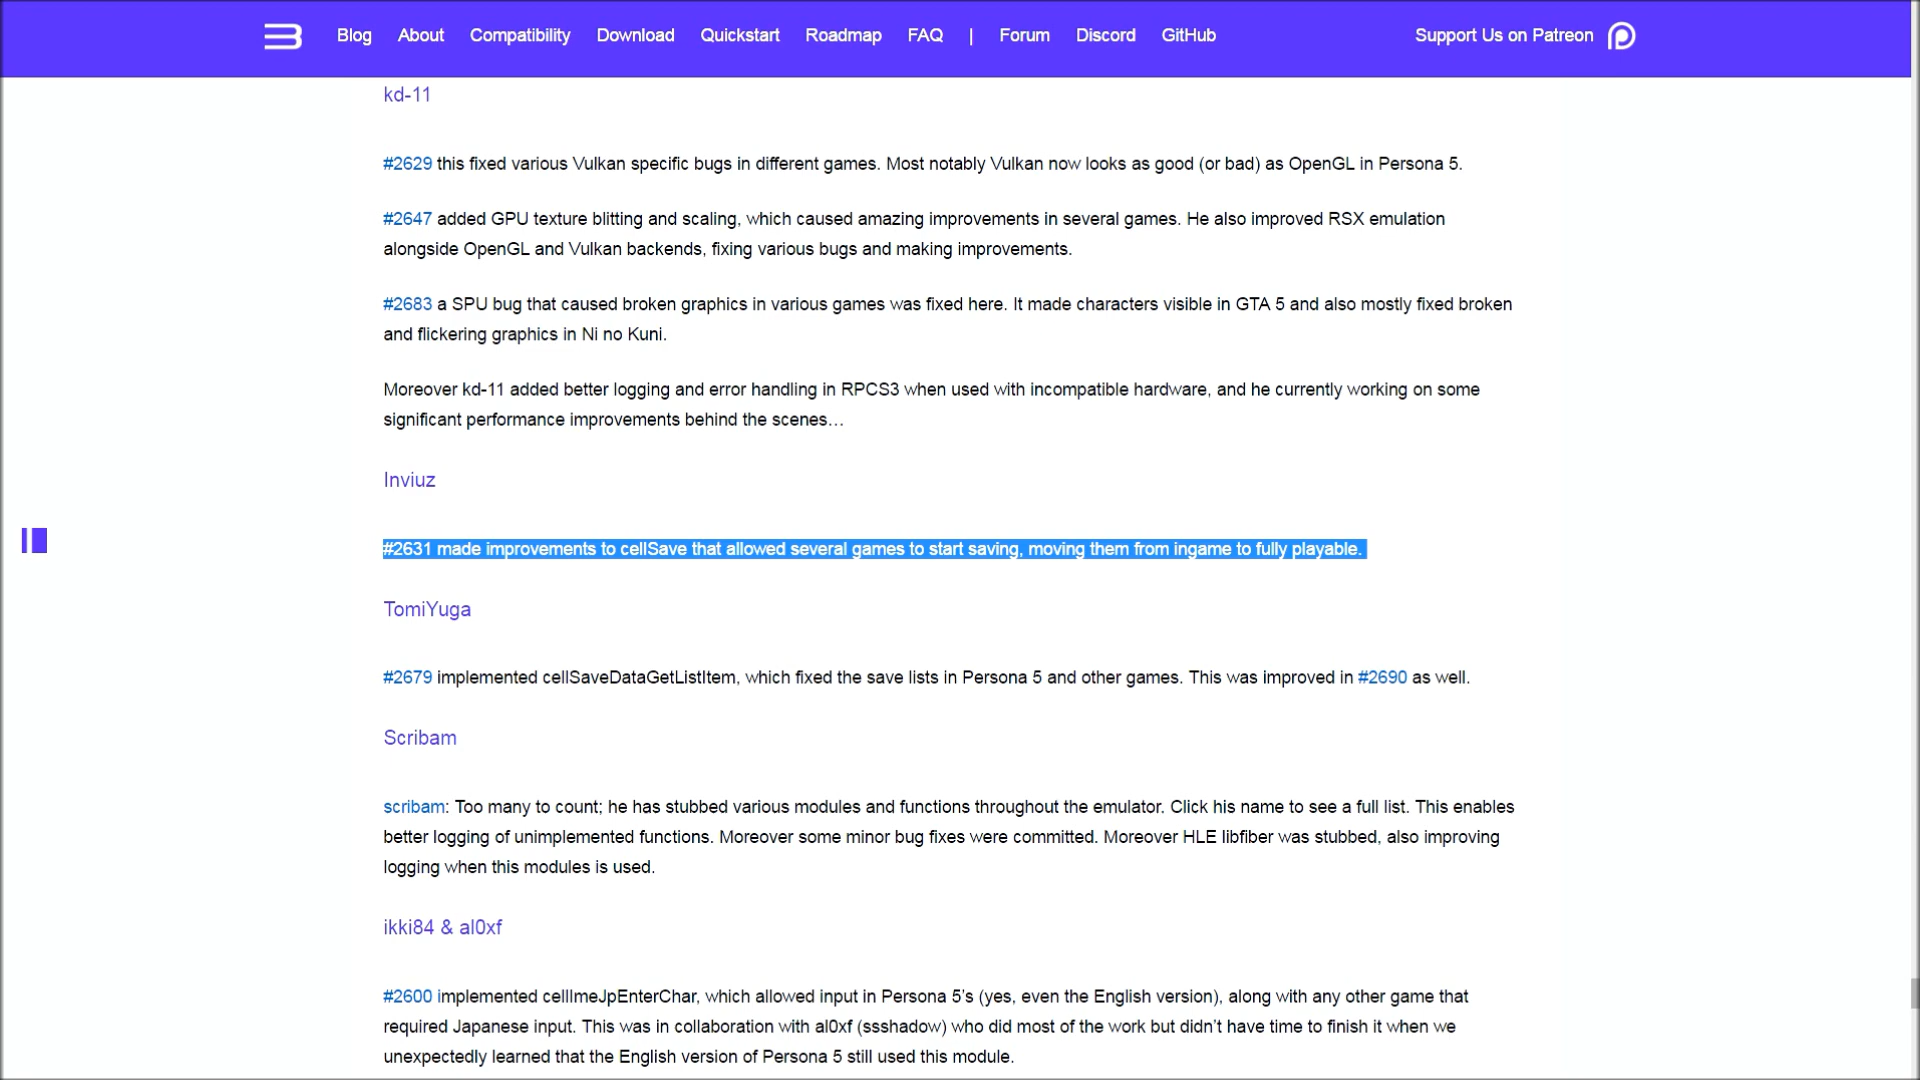 Blog About Compatibility Download Quickstart Roadmap FAQ | Forum Discord GitHub Support Us on Patreon
kd-11
#2629 this fixed various Vulkan specific bugs in different games. Most notably Vulkan now looks as good (or bad) as OpenGL in Persona 5.
#2647 added GPU texture blitting and scaling, which caused amazing improvements in several games. He also improved RSX emulation
alongside OpenGL and Vulkan backends, fixing various bugs and making improvements.
#2683 a SPU bug that caused broken graphics in various games was fixed here. It made characters visible in GTA 5 and also mostly fixed broken
and flickering graphics in Ni no Kuni.
Moreover kd-11 added better logging and error handling in RPCS3 when used with incompatible hardware, and he currently working on some
significant performance improvements behind the scenes…
Inviuz
#2631 made improvements to cellSave that allowed several games to start saving, moving them from ingame to fully playable.
TomiYuga
#2679 implemented cellSaveDataGetListItem, which fixed the save lists in Persona 5 and other games. This was improved in #2690 as well.
Scribam
scribam: Too many to count; he has stubbed various modules and functions throughout the emulator. Click his name to see a full list. This enables
better logging of unimplemented functions. Moreover some minor bug fixes were committed. Moreover HLE libfiber was stubbed, also improving
logging when this modules is used.
ikki84 & al0xf
#2600 implemented cellImeJpEnterChar, which allowed input in Persona 5's (yes, even the English version), along with any other game that
required Japanese input. This was in collaboration with al0xf (ssshadow) who did most of the work but didn't have time to finish it when we
unexpectedly learned that the English version of Persona 5 still used this module.